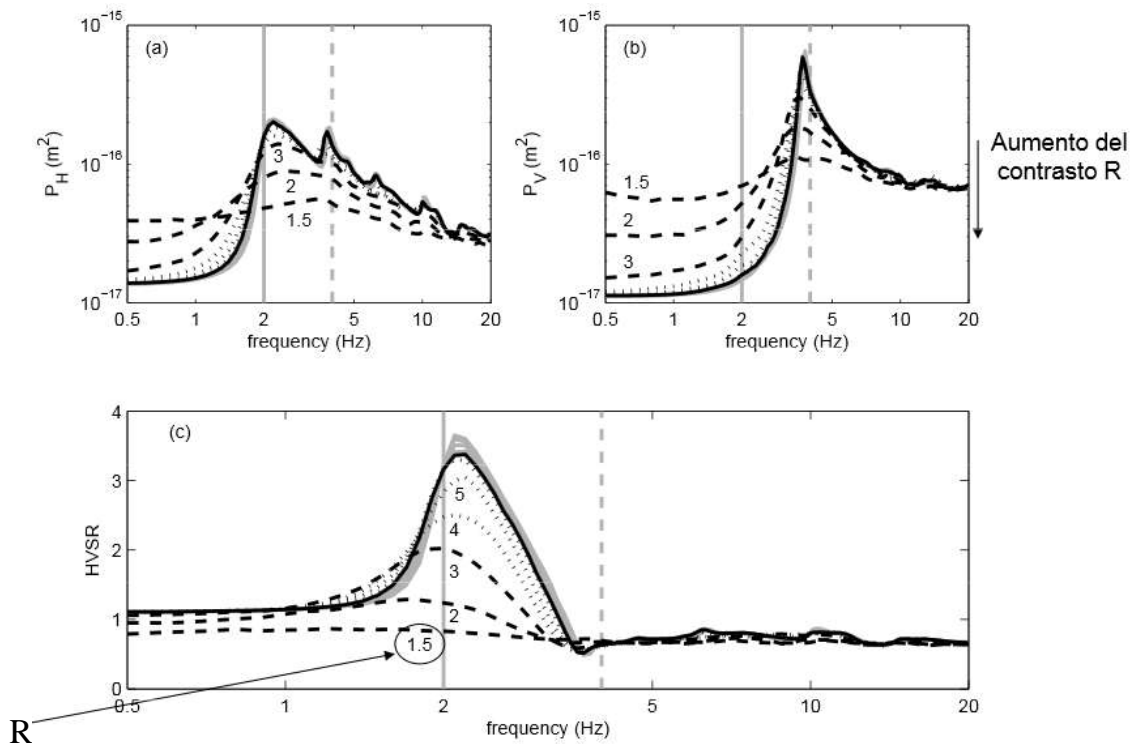 (a)
10⁻¹⁵
10⁻¹⁶
10⁻¹⁷
P_H (m²)
3
2
1.5
0.5 1 2 5 10 20
frequency (Hz)
(b)
10⁻¹⁵
10⁻¹⁶
10⁻¹⁷
P_V (m²)
1.5
2
3
0.5 1 2 5 10 20
frequency (Hz)
Aumento del
contrasto R
(c)
4
3
2
1
0
HVSR
5
4
3
2
1.5
0.5 1 2 5 10 20
frequency (Hz)
R